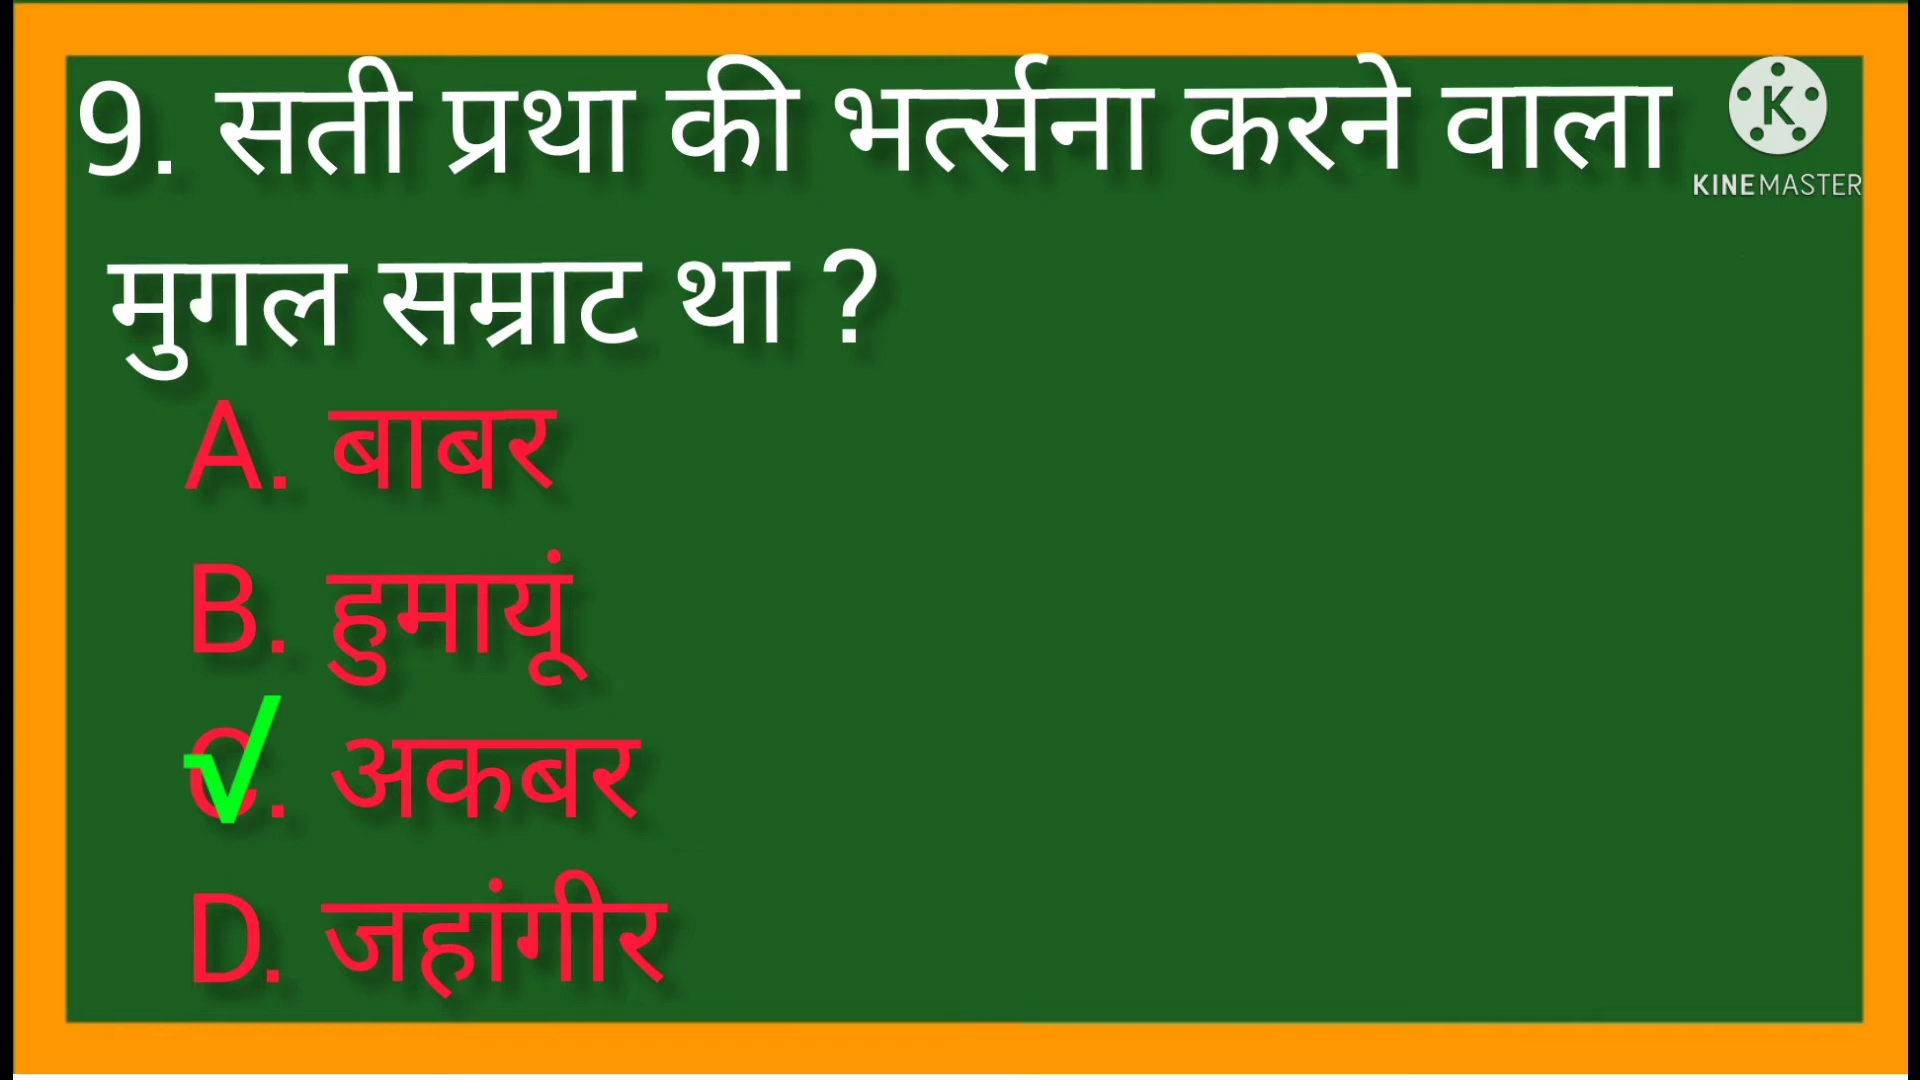 9. सती प्रथा की भर्त्सना करने वाला
मुगल सम्राट था ?
A. बाबर
B. हुमायूं
C. अकबर
D. जहांगीर
K
KINEMASTER